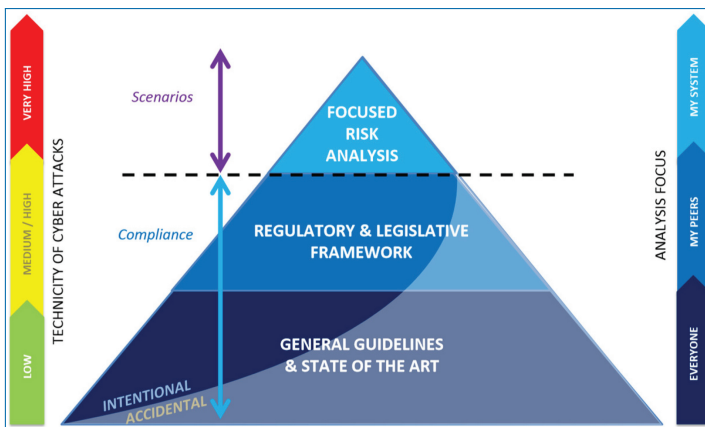 VERY HIGH
MEDIUM / HIGH
LOW
TECHNICITY OF CYBER ATTACKS
Scenarios
Compliance
FOCUSED
RISK
ANALYSIS
REGULATORY & LEGISLATIVE
FRAMEWORK
GENERAL GUIDELINES
& STATE OF THE ART
INTENTIONAL
ACCIDENTAL
ANALYSIS FOCUS
MY SYSTEM
MY PEERS
EVERYONE